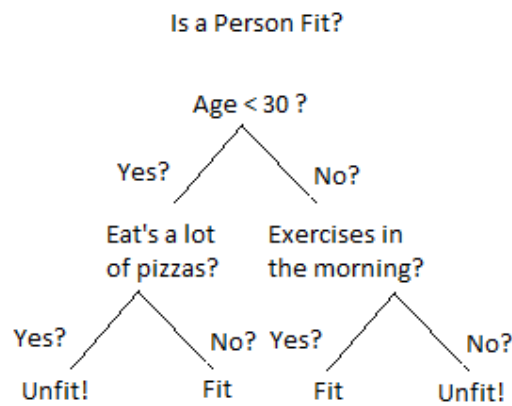 Is a Person Fit?
Age < 30 ?
Yes?
No?
Eat's a lot
of pizzas?
Exercises in
the morning?
Yes?
No?
Yes?
No?
Unfit!
Fit
Fit
Unfit!